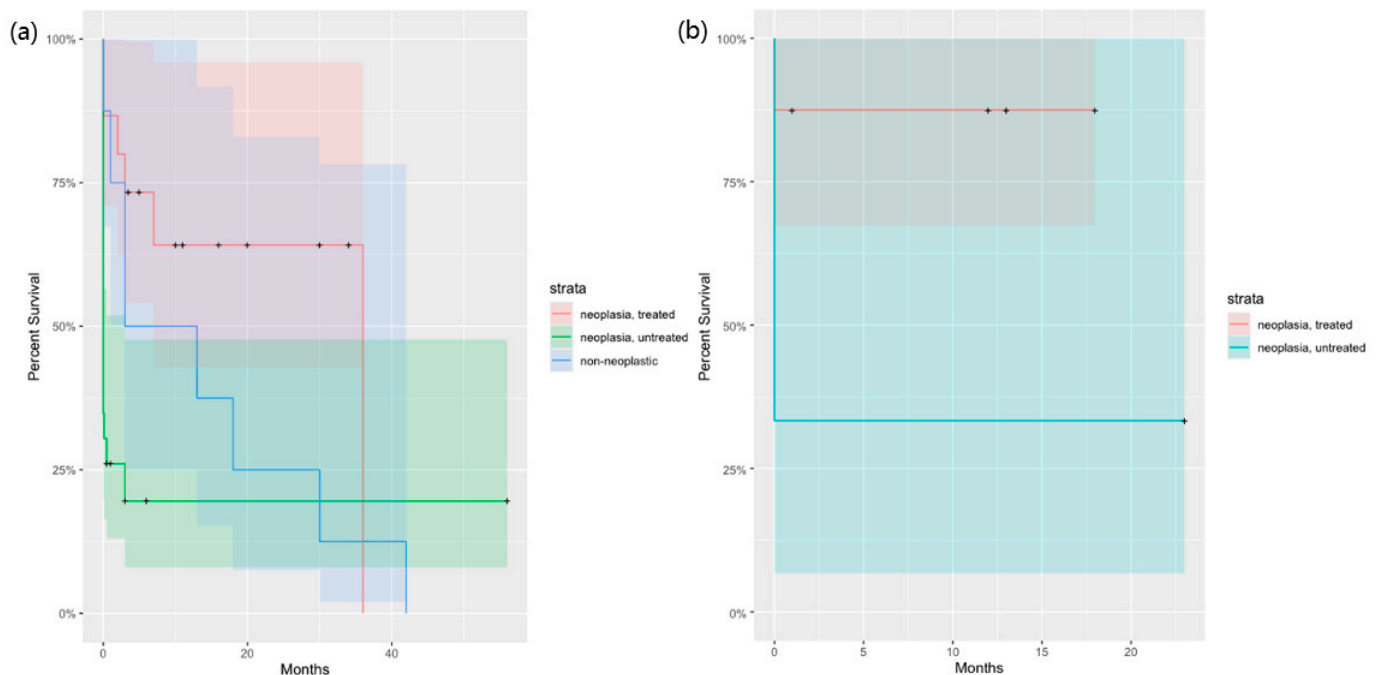 (a)
100%
75%
50%
25%
0%
Percent Survival
0
20
40
Months
strata
neoplasia, treated
neoplasia, untreated
non-neoplastic
(b)
100%
75%
50%
25%
0%
Percent Survival
0
5
10
15
20
Months
strata
neoplasia, treated
neoplasia, untreated